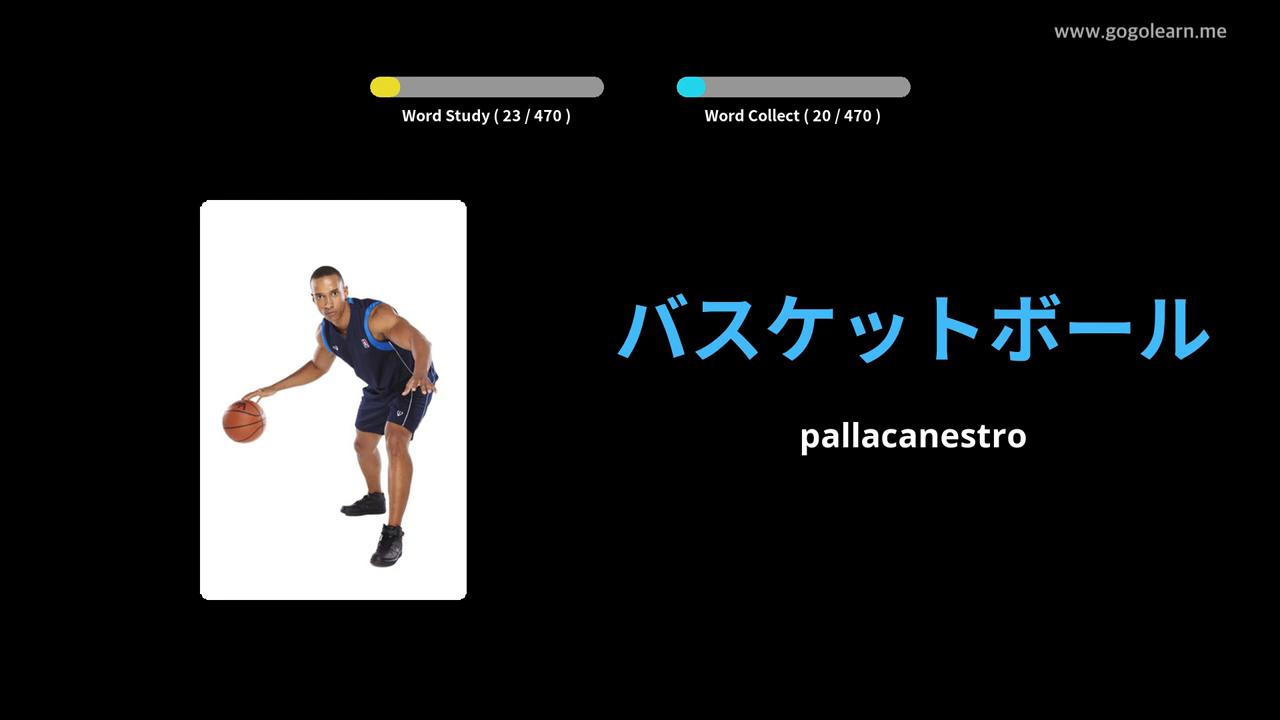 www.gogolearn.me
Word Study ( 23 / 470 )
Word Collect ( 20 / 470 )
バスケットボール
pallacanestro